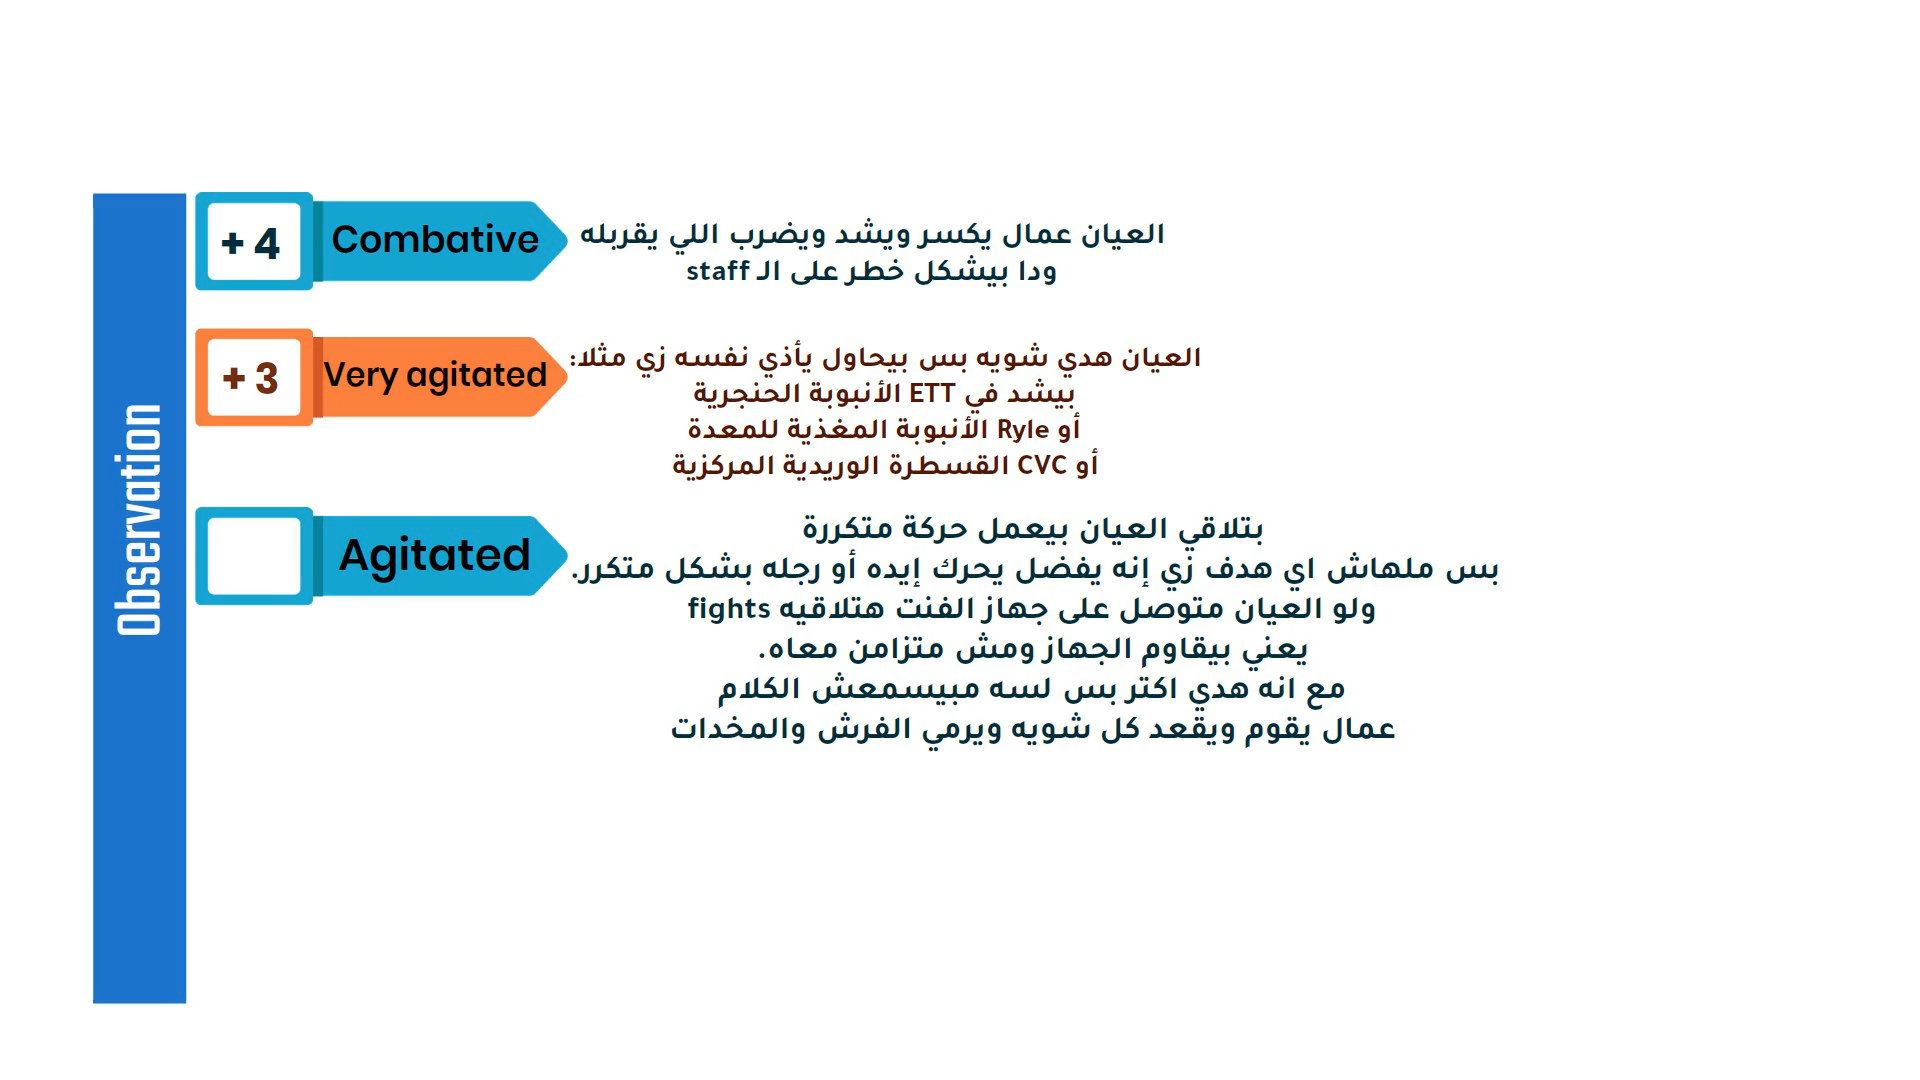 Observation
+ 4
Combative
العيان عمال يكسر ويشد ويضرب اللي يقربله
ودا بيشكل خطر على الـ staff
+ 3
Very agitated
العيان هدي شويه بس بيحاول يأذي نفسه زي مثلا:
بيشد في ETT الأنبوبة الحنجرية
أو Ryle الأنبوبة المغذية للمعدة
أو CVC القسطرة الوريدية المركزية
Agitated
بتلاقي العيان بيعمل حركة متكررة
بس ملهاش اي هدف زي إنه يفضل يحرك إيده أو رجله بشكل متكرر.
ولو العيان متوصل على جهاز الفنت هتلاقيه fights
يعني بيقاوم الجهاز ومش متزامن معاه.
مع انه هدي اكتر بس لسه مبيسمعش الكلام
عمال يقوم ويقعد كل شويه ويرمي الفرش والمخدات